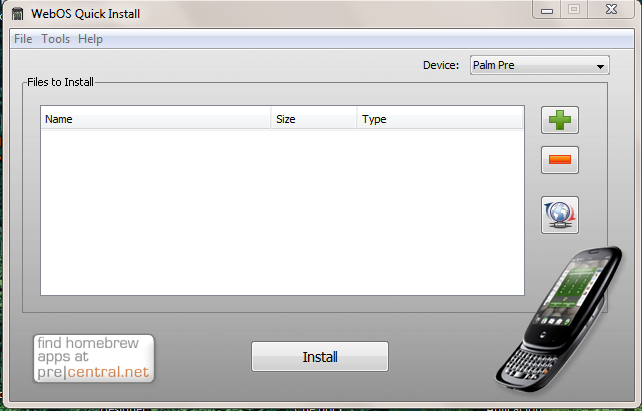 WebOS Quick Install
File Tools Help
Device: Palm Pre
Files to Install
Name Size Type
find homebrew
apps at
pre|central.net
Install